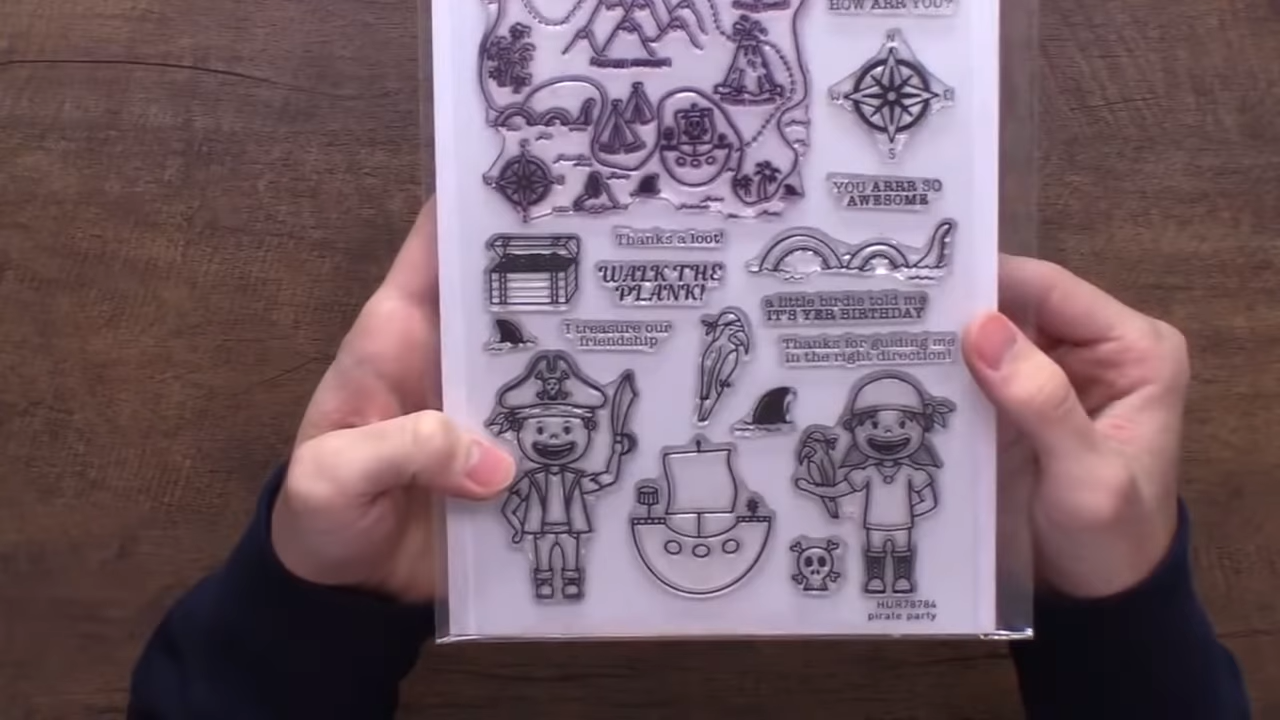 HOW ARR YOU?
N
S
E
YOU ARRR SO
AWESOME
Thanks a loot!
WALK THE
PLANK!
a little birdie told me
IT'S YER BIRTHDAY
I treasure our
friendship
Thanks for guiding me
in the right direction!
HUR78784
pirate party